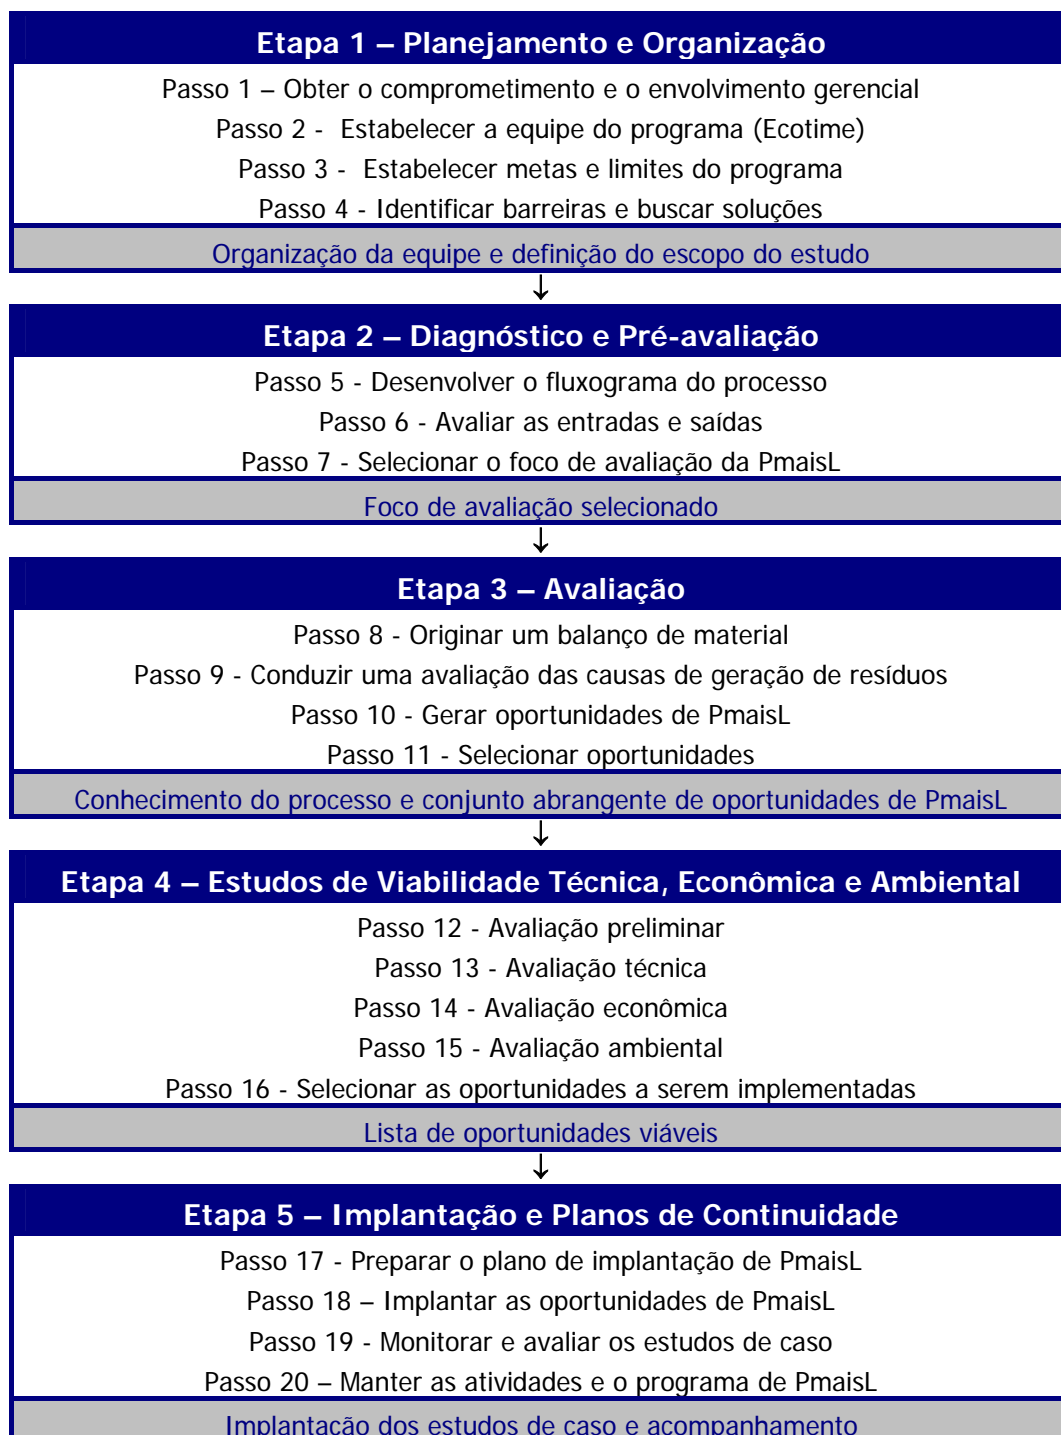 Etapa 1 – Planejamento e Organização
Passo 1 – Obter o comprometimento e o envolvimento gerencial
Passo 2 - Estabelecer a equipe do programa (Ecotime)
Passo 3 - Estabelecer metas e limites do programa
Passo 4 - Identificar barreiras e buscar soluções
Organização da equipe e definição do escopo do estudo
↓
Etapa 2 – Diagnóstico e Pré-avaliação
Passo 5 - Desenvolver o fluxograma do processo
Passo 6 - Avaliar as entradas e saídas
Passo 7 - Selecionar o foco de avaliação da PmaisL
Foco de avaliação selecionado
↓
Etapa 3 – Avaliação
Passo 8 - Originar um balanço de material
Passo 9 - Conduzir uma avaliação das causas de geração de resíduos
Passo 10 - Gerar oportunidades de PmaisL
Passo 11 - Selecionar oportunidades
Conhecimento do processo e conjunto abrangente de oportunidades de PmaisL
↓
Etapa 4 – Estudos de Viabilidade Técnica, Econômica e Ambiental
Passo 12 - Avaliação preliminar
Passo 13 - Avaliação técnica
Passo 14 - Avaliação econômica
Passo 15 - Avaliação ambiental
Passo 16 - Selecionar as oportunidades a serem implementadas
Lista de oportunidades viáveis
↓
Etapa 5 – Implantação e Planos de Continuidade
Passo 17 - Preparar o plano de implantação de PmaisL
Passo 18 – Implantar as oportunidades de PmaisL
Passo 19 - Monitorar e avaliar os estudos de caso
Passo 20 – Manter as atividades e o programa de PmaisL
Implantação dos estudos de caso e acompanhamento